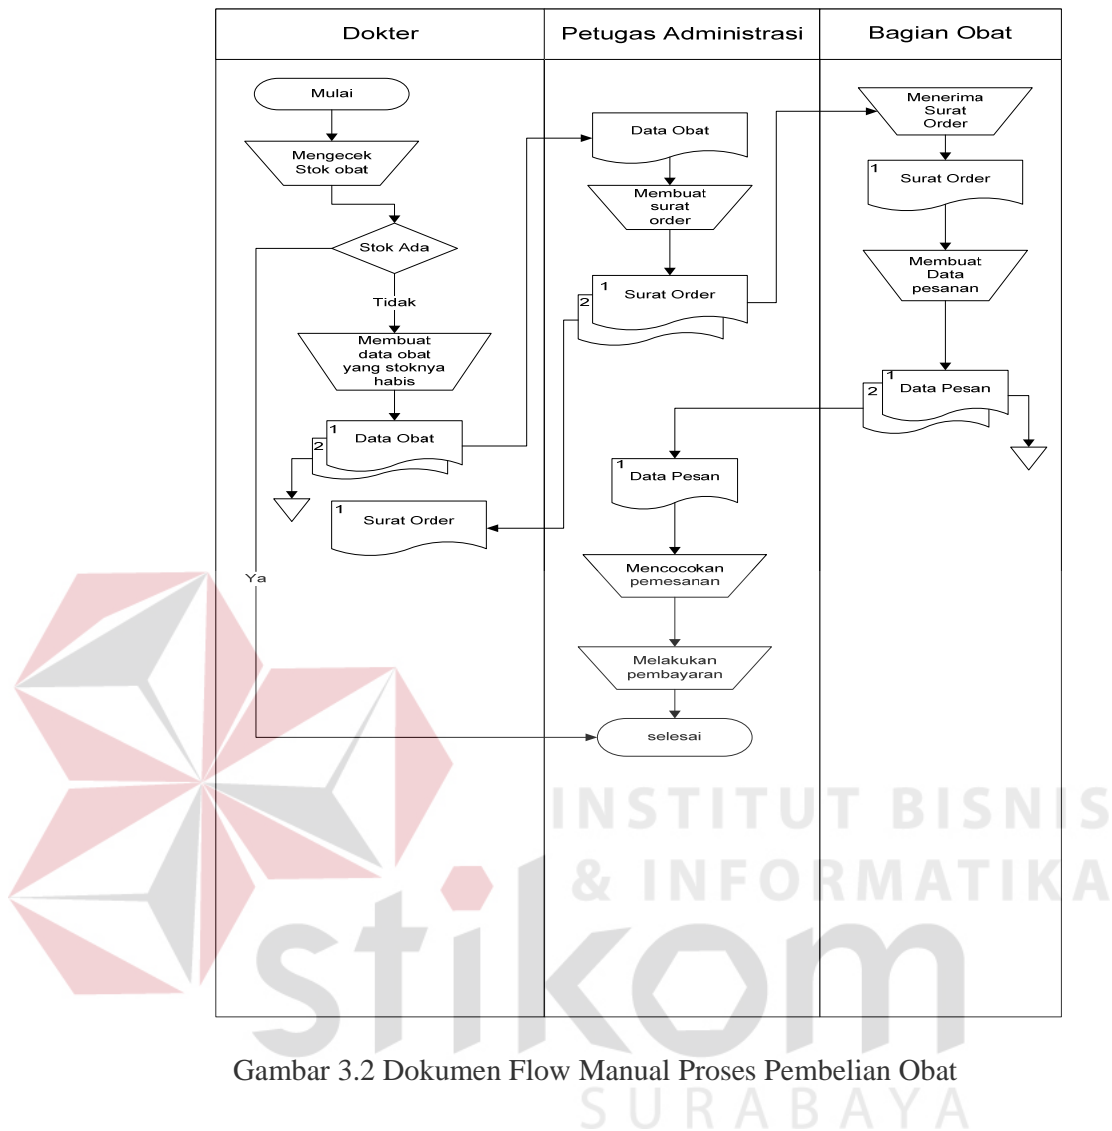 Dokter
Petugas Administrasi
Bagian Obat
Mulai
Mengecek
Stok obat
Stok Ada
Tidak
Membuat
data obat
yang stoknya
habis
1
2
Data Obat
1
Surat Order
Ya
Data Obat
Membuat
surat
order
1
2
Surat Order
1
Data Pesan
Mencocokan
pemesanan
Melakukan
pembayaran
selesai
Menerima
Surat
Order
1
Surat Order
Membuat
Data
pesanan
1
2
Data Pesan
INSTITUT BISNIS
& INFORMATIKA
stikom
SURABAYA
Gambar 3.2 Dokumen Flow Manual Proses Pembelian Obat